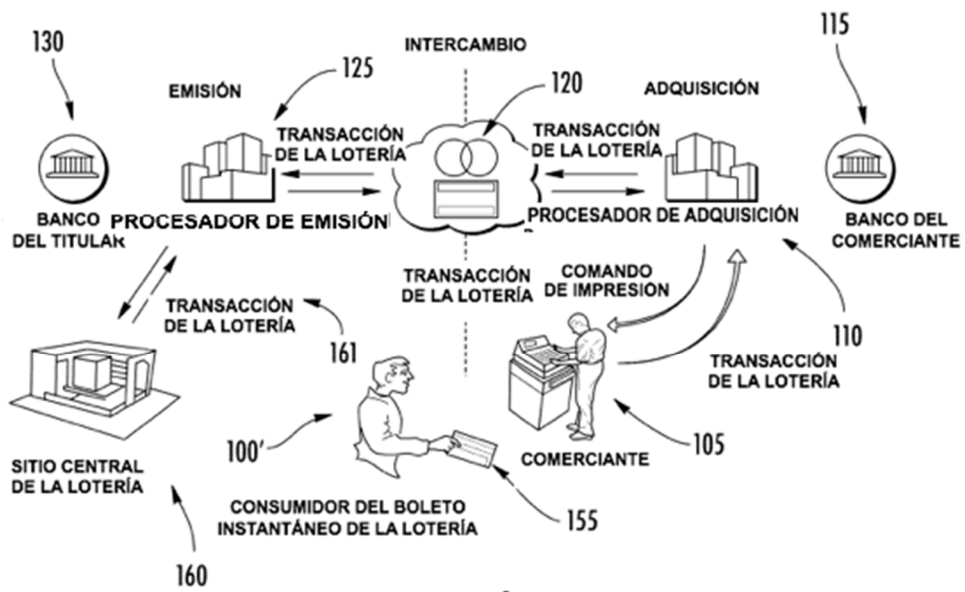 130
INTERCAMBIO
115
125
EMISIÓN
120
ADQUISICIÓN
TRANSACCIÓN
DE LA LOTERÍA
TRANSACCIÓN
DE LA LOTERÍA
BANCO
DEL TITULAR
PROCESADOR DE EMISIÓN
PROCESADOR DE ADQUISICIÓN
BANCO DEL
COMERCIANTE
TRANSACCIÓN
DE LA LOTERÍA
COMANDO
DE IMPRESIÓN
TRANSACCIÓN
DE LA LOTERÍA
161
110
TRANSACCIÓN
DE LA LOTERÍA
100'
105
SITIO CENTRAL
DE LA LOTERÍA
COMERCIANTE
CONSUMIDOR DEL BOLETO
INSTANTÁNEO DE LA LOTERÍA
155
160